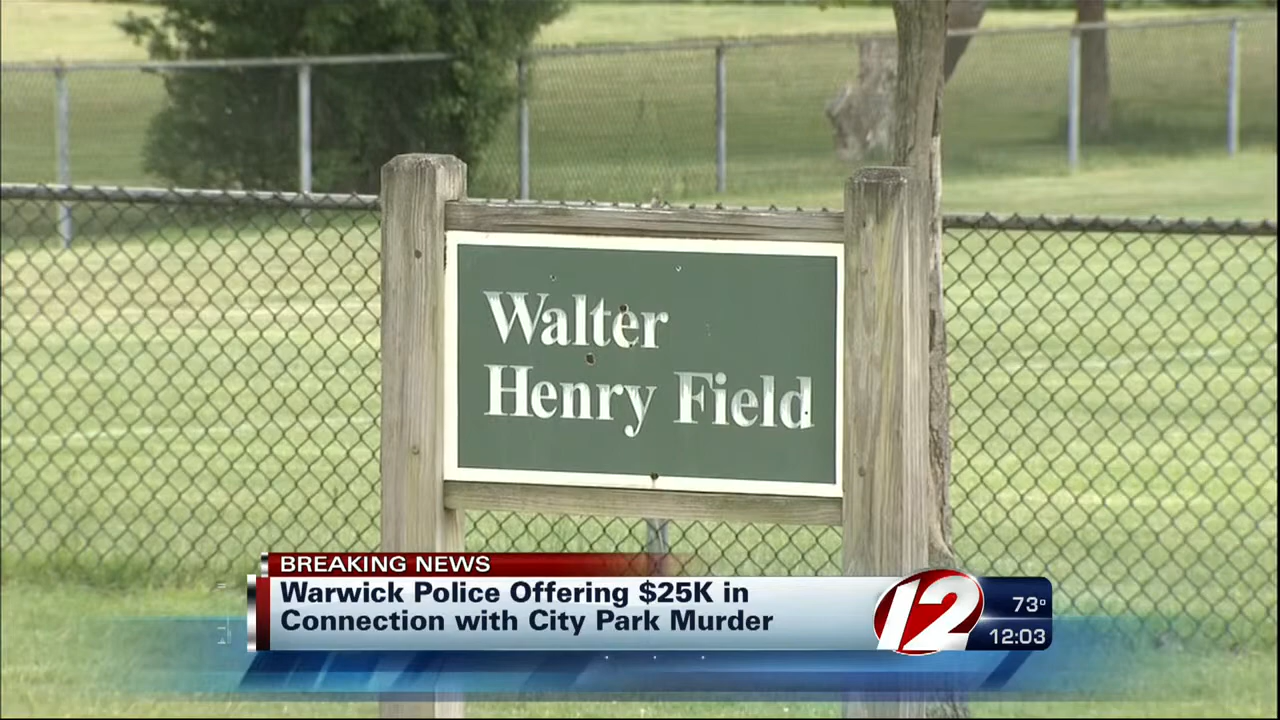 Walter
Henry Field
BREAKING NEWS
Warwick Police Offering $25K in
Connection with City Park Murder
12
73°
12:03